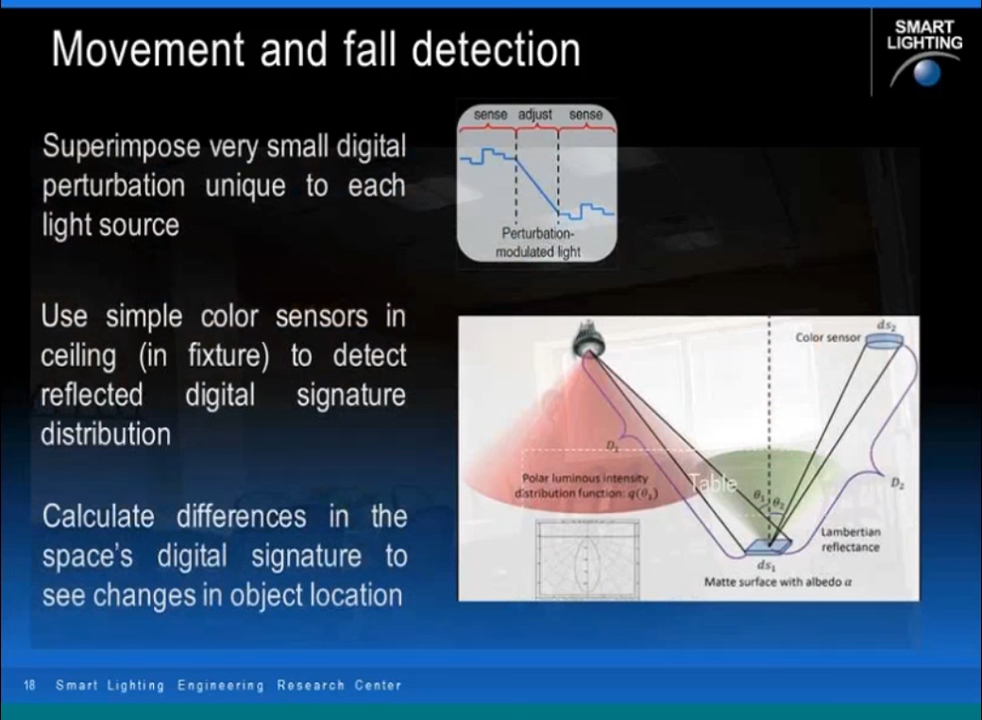 Movement and fall detection
SMART
LIGHTING
Superimpose very small digital
perturbation unique to each
light source
sense adjust sense
Perturbation-
modulated light
Use simple color sensors in
ceiling (in fixture) to detect
reflected digital signature
distribution
Calculate differences in the
space's digital signature to
see changes in object location
ds₂
Color sensor
D₁
Polar luminous intensity
distribution function: q(θ₁)
Table
θ₁ θ₂
D₂
Lambertian
reflectance
ds₁
Matte surface with albedo α
18 Smart Lighting Engineering Research Center